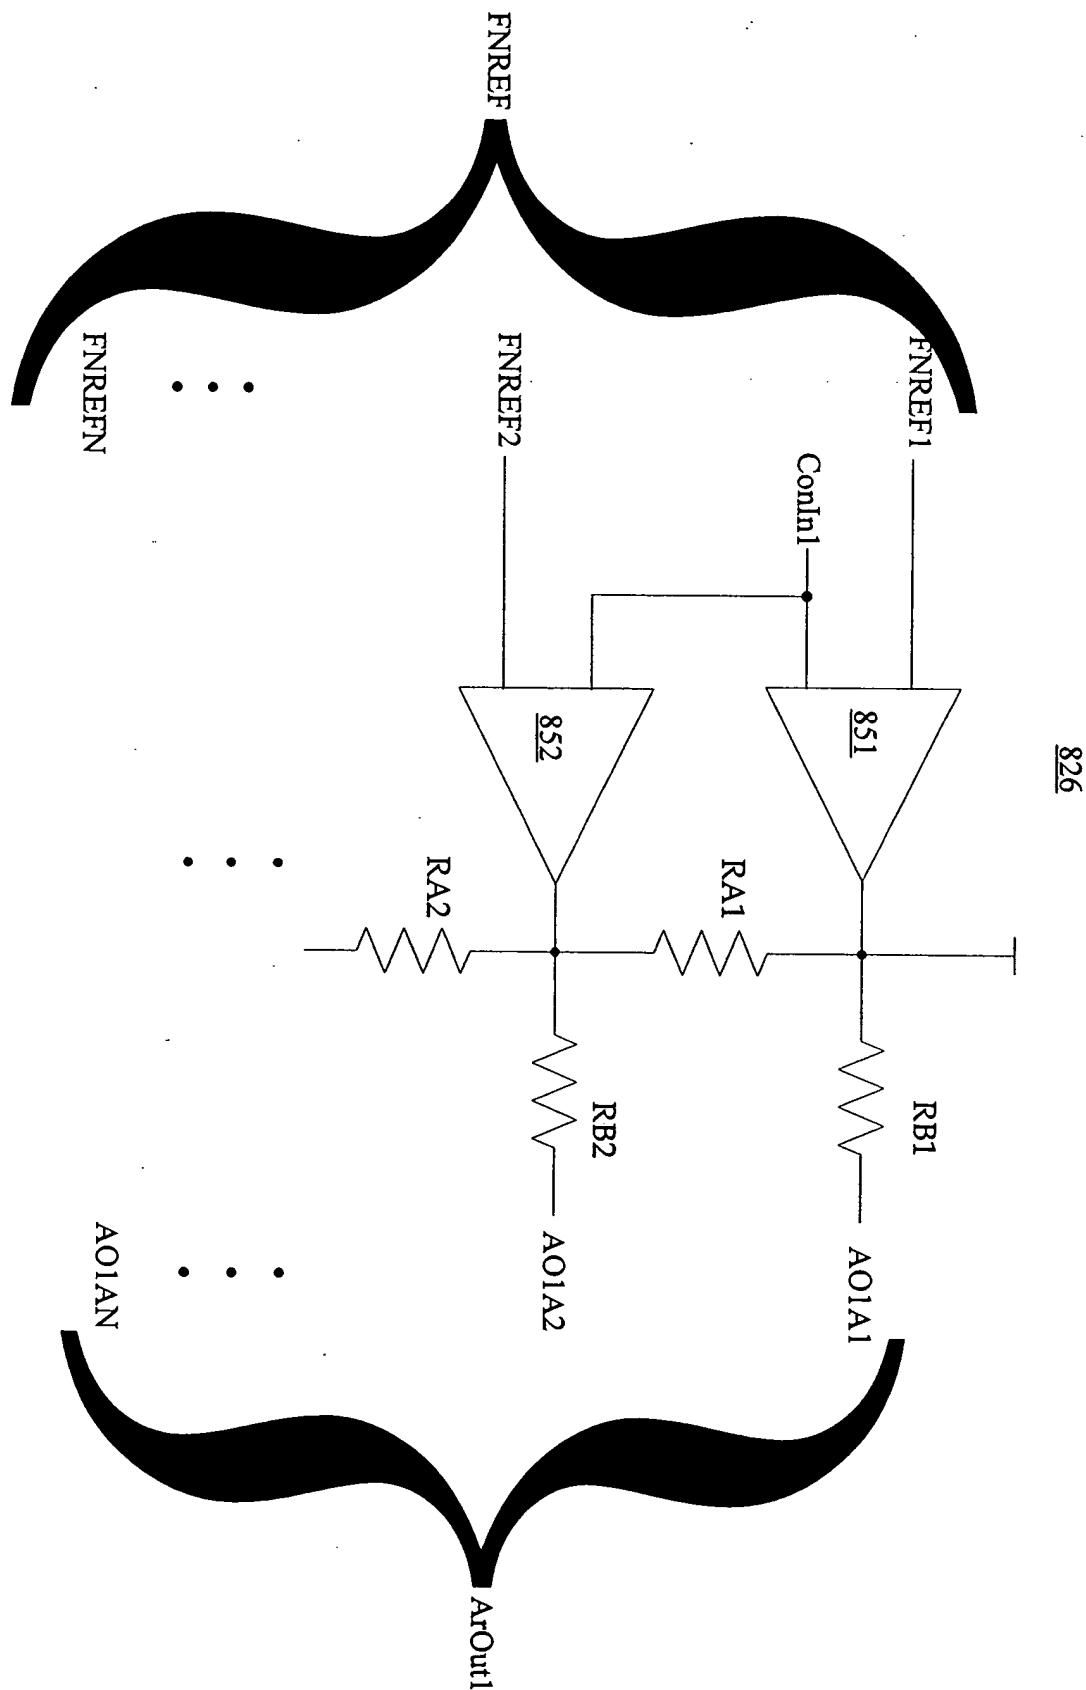 826
FNREF
FNREF1
ConIn1
FNREF2
FNREFN
851
852
RA1
RA2
RB1
RB2
AO1A1
AO1A2
AO1AN
ArOut1